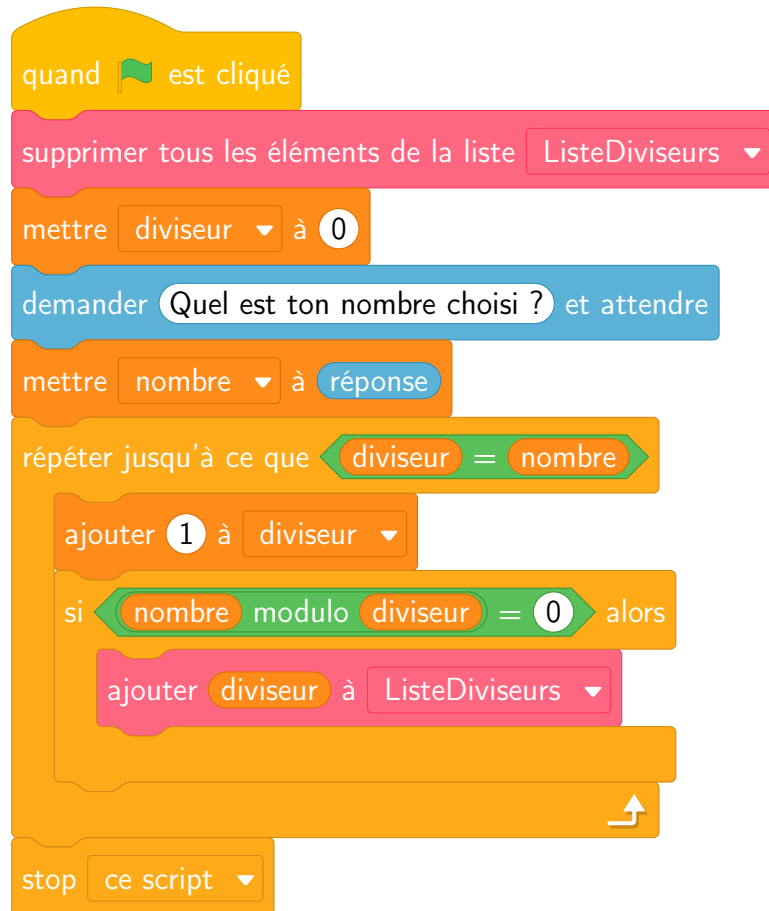 quand est cliqué
supprimer tous les éléments de la liste ListeDiviseurs
mettre diviseur à 0
demander Quel est ton nombre choisi ? et attendre
mettre nombre à réponse
répéter jusqu'à ce que diviseur = nombre
ajouter 1 à diviseur
si nombre modulo diviseur = 0 alors
ajouter diviseur à ListeDiviseurs
stop ce script